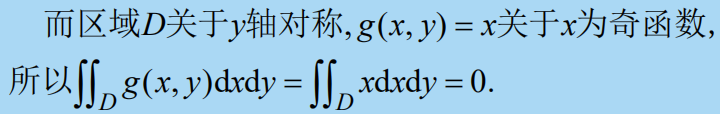 而区域D关于y轴对称,g(x, y) = x关于x为奇函数,
所以∬_D g(x, y)dxdy = ∬_D xdxdy = 0.